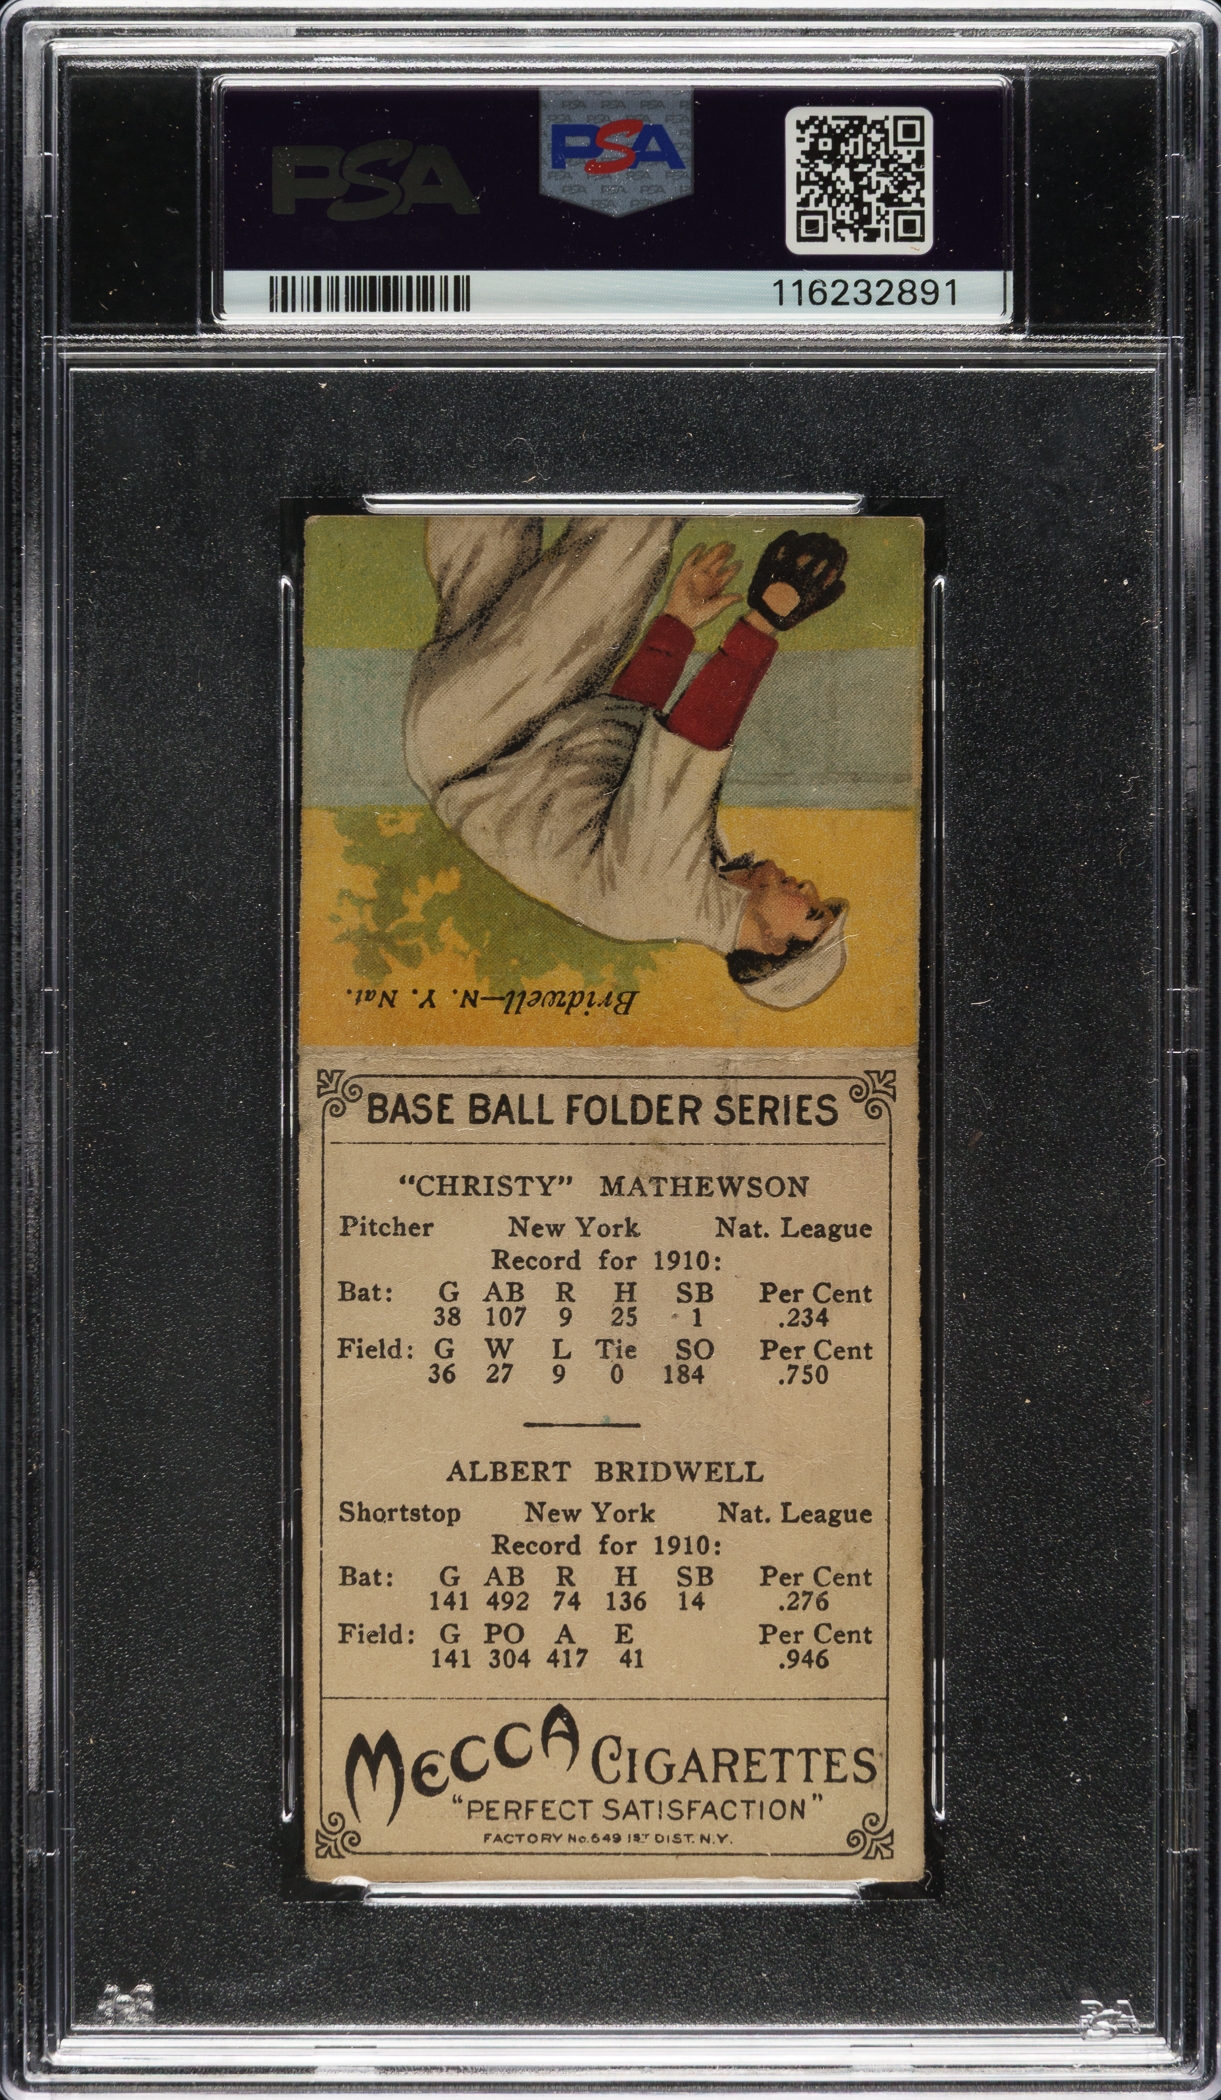 PSA
PSA
116232891
Bridwell—N. Y. Nat.
BASE BALL FOLDER SERIES
"CHRISTY" MATHEWSON
Pitcher New York Nat. League
Record for 1910:
Bat: G AB R H SB Per Cent
38 107 9 25 1 .234
Field: G W L Tie SO Per Cent
36 27 9 0 184 .750
ALBERT BRIDWELL
Shortstop New York Nat. League
Record for 1910:
Bat: G AB R H SB Per Cent
141 492 74 136 14 .276
Field: G PO A E Per Cent
141 304 417 41 .946
MECCA CIGARETTES
"PERFECT SATISFACTION"
FACTORY No. 649 1ST DIST. N.Y.